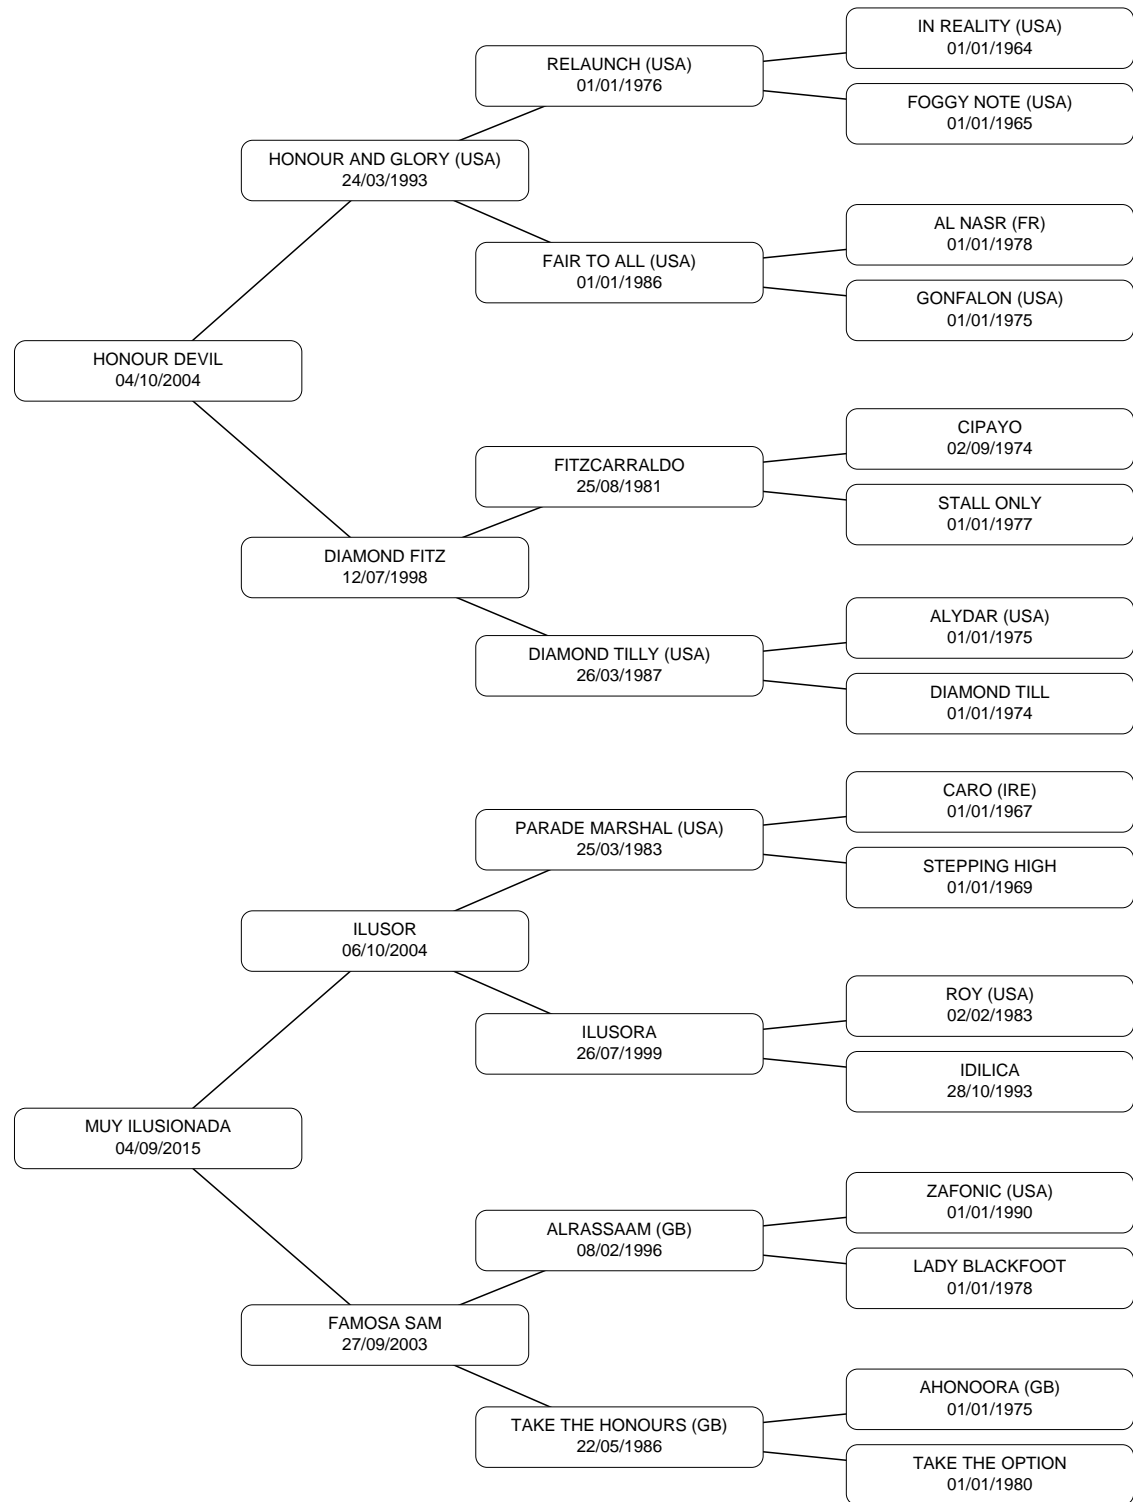 IN REALITY (USA)
01/01/1964
RELAUNCH (USA)
01/01/1976
FOGGY NOTE (USA)
01/01/1965
HONOUR AND GLORY (USA)
24/03/1993
AL NASR (FR)
01/01/1978
FAIR TO ALL (USA)
01/01/1986
GONFALON (USA)
01/01/1975
HONOUR DEVIL
04/10/2004
CIPAYO
02/09/1974
FITZCARRALDO
25/08/1981
STALL ONLY
01/01/1977
DIAMOND FITZ
12/07/1998
ALYDAR (USA)
01/01/1975
DIAMOND TILLY (USA)
26/03/1987
DIAMOND TILL
01/01/1974
CARO (IRE)
01/01/1967
PARADE MARSHAL (USA)
25/03/1983
STEPPING HIGH
01/01/1969
ILUSOR
06/10/2004
ROY (USA)
02/02/1983
ILUSORA
26/07/1999
IDILICA
28/10/1993
MUY ILUSIONADA
04/09/2015
ZAFONIC (USA)
01/01/1990
ALRASSAAM (GB)
08/02/1996
LADY BLACKFOOT
01/01/1978
FAMOSA SAM
27/09/2003
AHONOORA (GB)
01/01/1975
TAKE THE HONOURS (GB)
22/05/1986
TAKE THE OPTION
01/01/1980